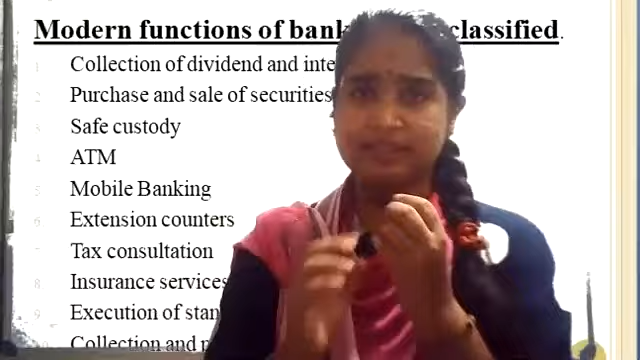 Modern functions of bank classified.
1 Collection of dividend and inte
2 Purchase and sale of securities
3 Safe custody
4 ATM
5 Mobile Banking
6 Extension counters
7 Tax consultation
8 Insurance services
9 Execution of stan
10 Collection and p